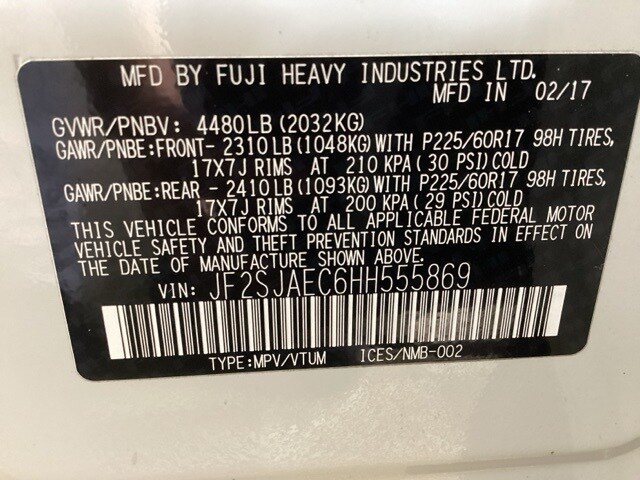 MFD BY FUJI HEAVY INDUSTRIES LTD.
MFD IN 02/17
GVWR/PNBV: 4480LB(2032KG)
GAWR/PNBE:FRONT- 2310LB(1048KG)WITH P225/60R17 98H TIRES,
17X7J RIMS AT 210 KPA(30 PSI)COLD
GAWR/PNBE:REAR - 2410LB(1093KG)WITH P225/60R17 98H TIRES,
17X7J RIMS AT 200 KPA(29 PSI)COLD
THIS VEHICLE CONFORMS TO ALL APPLICABLE FEDERAL MOTOR
VEHICLE SAFETY AND THEFT PREVENTION STANDARDS IN EFFECT ON
THE DATE OF MANUFACTURE SHOWN ABOVE.
VIN: JF2SJAEC6HH555869
TYPE:MPV/VTUM ICES/NMB-002